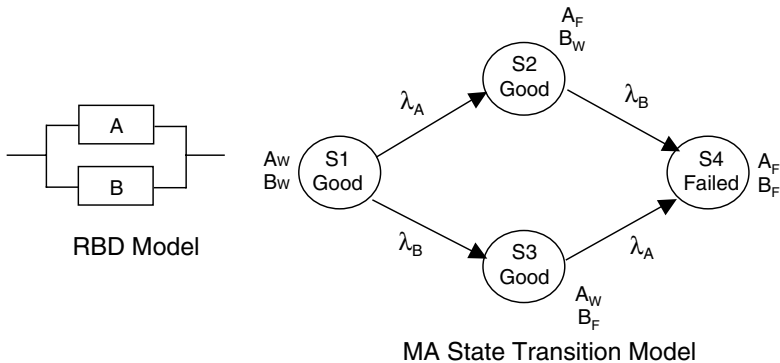 A
B
RBD Model
A_W
B_W
S1
Good
λ_A
λ_B
A_F
B_W
S2
Good
λ_B
S3
Good
A_W
B_F
λ_A
S4
Failed
A_F
B_F
MA State Transition Model